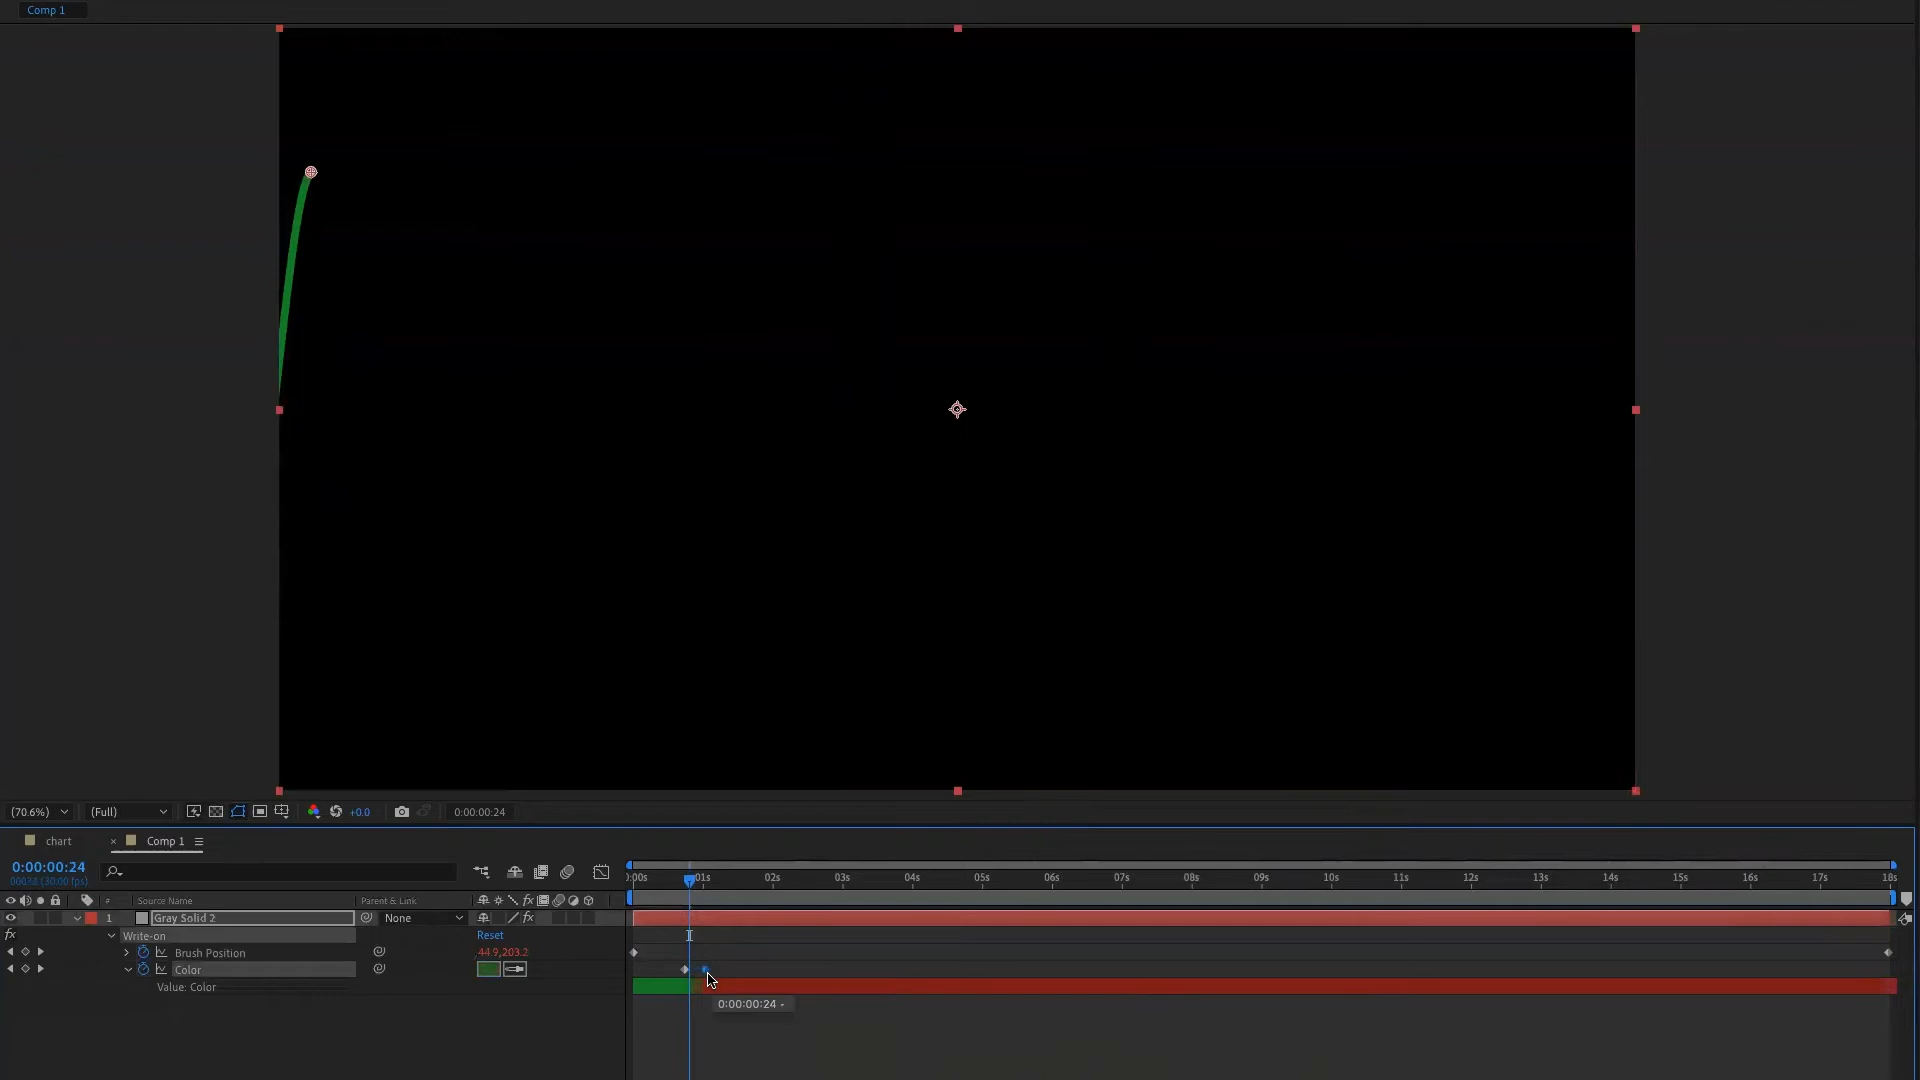 Comp 1
(70.6%)
(Full)
+0.0
0:00:00:24
chart
× Comp 1
0:00:00:24
(30.00 fps)
:00s 01s 02s 03s 04s 05s 06s 07s 08s 09s 10s 11s 12s 13s 14s 15s 16s 17s 18s
# Source Name Parent & Link fx
1 Gray Solid 2 None fx
fx Write-on Reset
Brush Position 44.9,203.2
Color
Value: Color
0:00:00:24 -